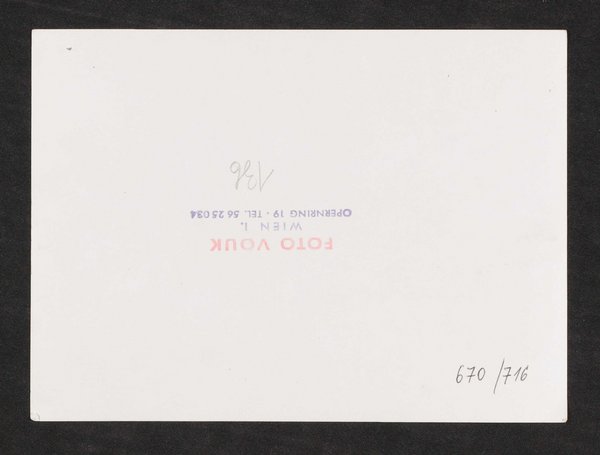 FOTO VOUK
WIEN I.
OPERNRING 19 · TEL. 56 25 034
136
670/716